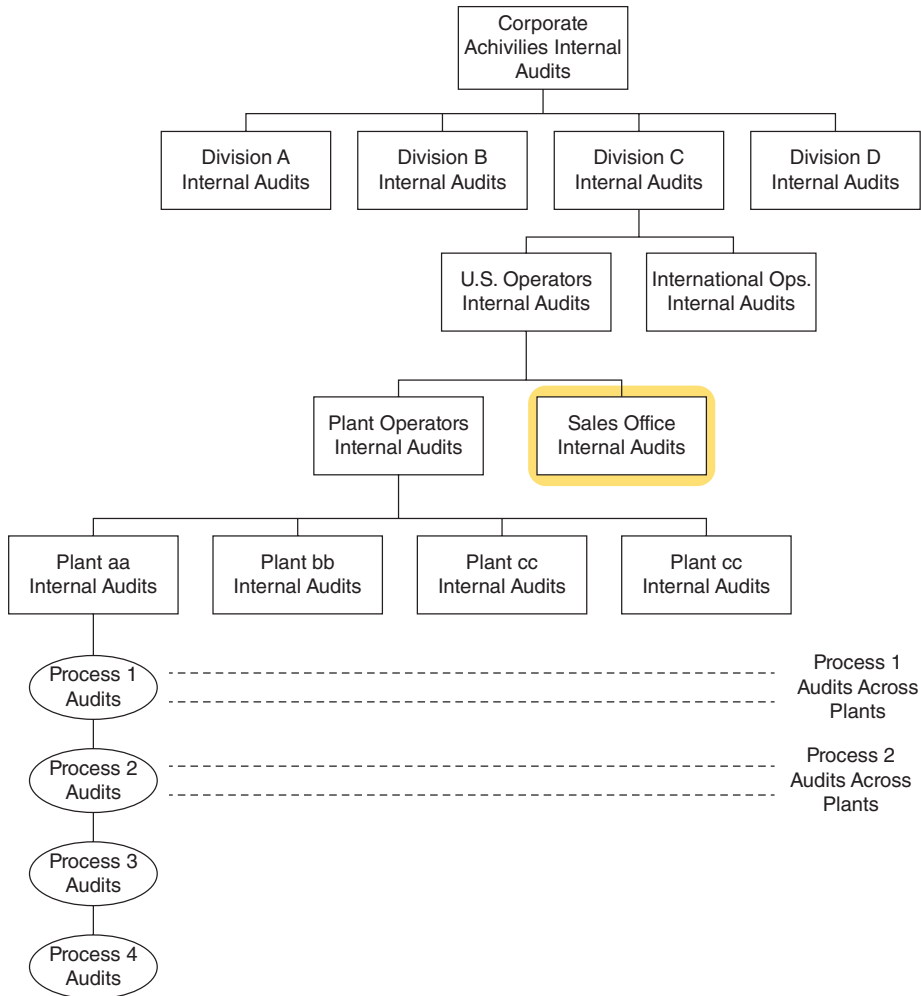 Corporate
Achivilies Internal
Audits
Division A
Internal Audits
Division B
Internal Audits
Division C
Internal Audits
Division D
Internal Audits
U.S. Operators
Internal Audits
International Ops.
Internal Audits
Plant Operators
Internal Audits
Sales Office
Internal Audits
Plant aa
Internal Audits
Plant bb
Internal Audits
Plant cc
Internal Audits
Plant cc
Internal Audits
Process 1
Audits
Process 1
Audits Across
Plants
Process 2
Audits
Process 2
Audits Across
Plants
Process 3
Audits
Process 4
Audits